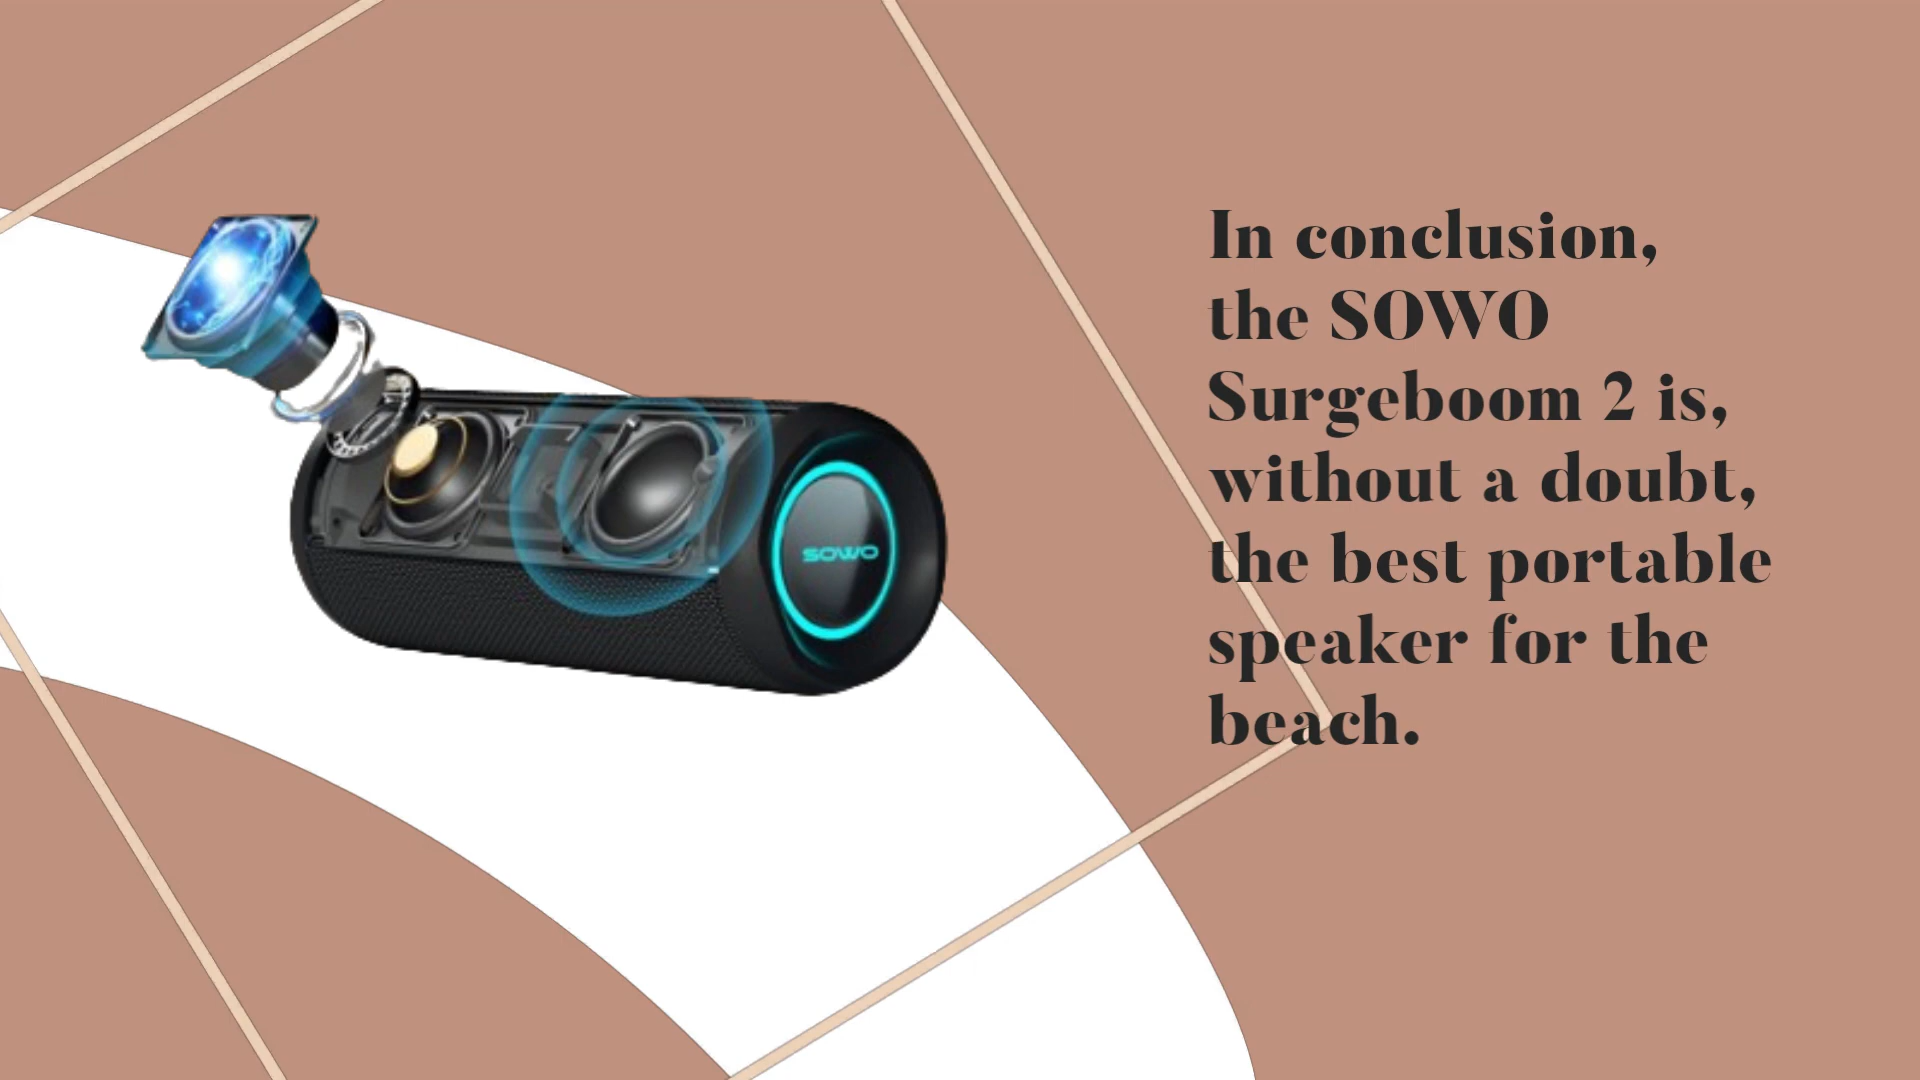 In conclusion,
the SOWO
Surgeboom 2 is,
without a doubt,
the best portable
speaker for the
beach.
SOWO